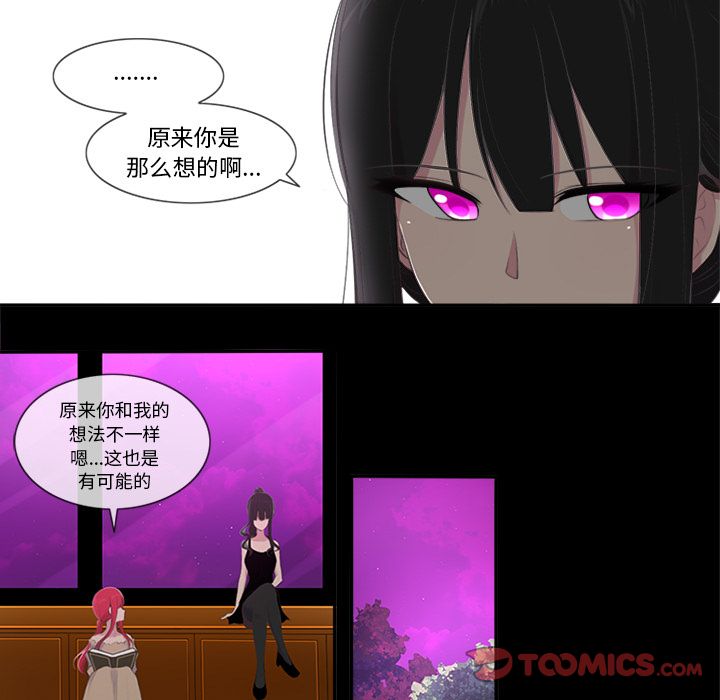 .......
原来你是
那么想的啊...
原来你和我的
想法不一样
嗯...这也是
有可能的
TOOMICS.COM